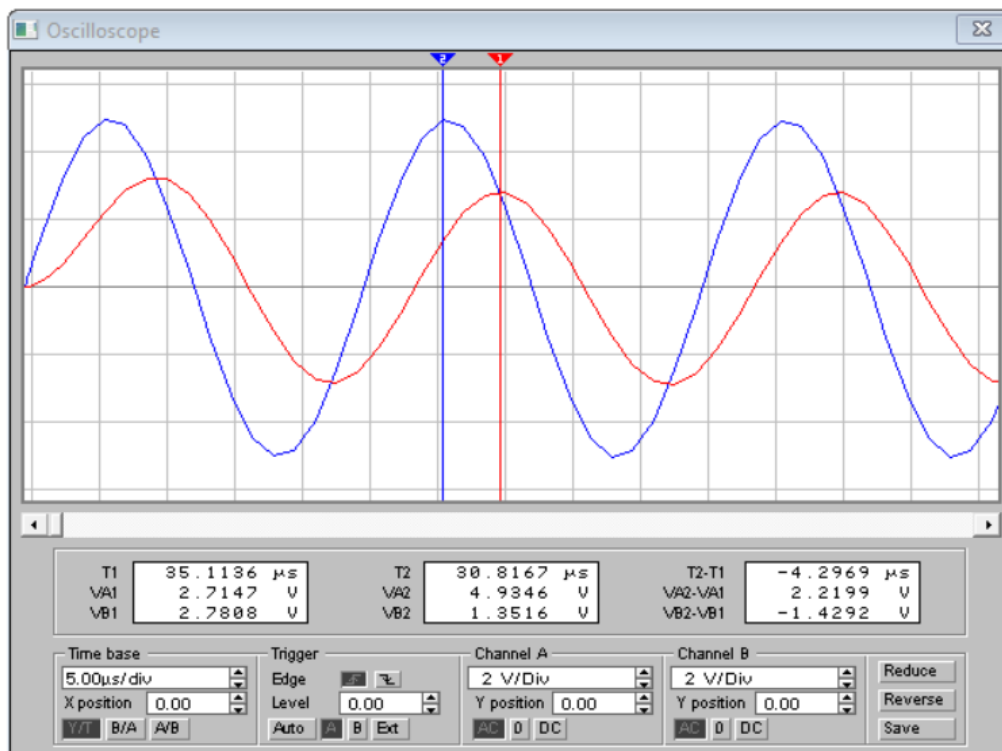 Oscilloscope
2 1
T1 35.1136 µs T2 30.8167 µs T2-T1 -4.2969 µs
VA1 2.7147 V VA2 4.9346 V VA2-VA1 2.2199 V
VB1 2.7808 V VB2 1.3516 V VB2-VB1 -1.4292 V
Time base Trigger Channel A Channel B
5.00µs/div Edge 2 V/Div 2 V/Div Reduce
X position 0.00 Level 0.00 Y position 0.00 Y position 0.00 Reverse
Y/T B/A A/B Auto A B Ext AC 0 DC AC 0 DC Save